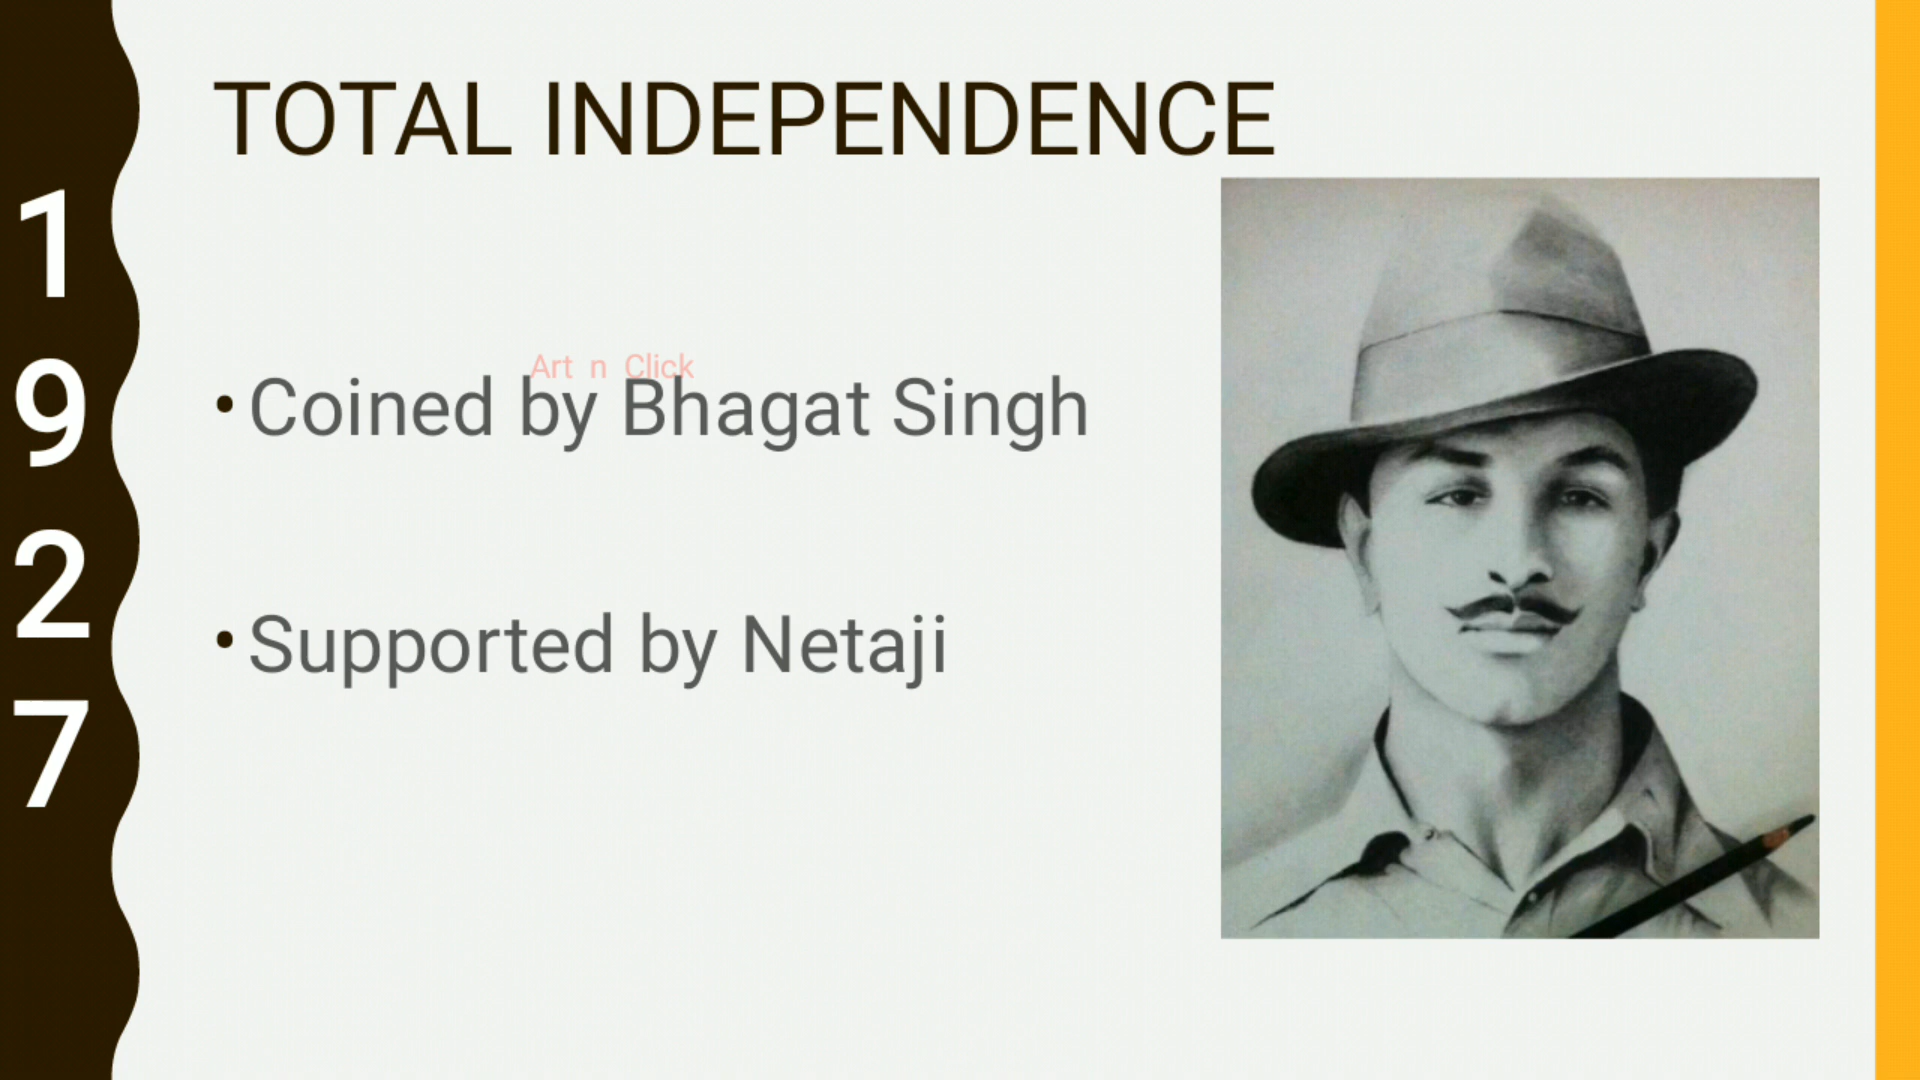 TOTAL INDEPENDENCE
1
9
2
7
Art n Click
• Coined by Bhagat Singh
• Supported by Netaji